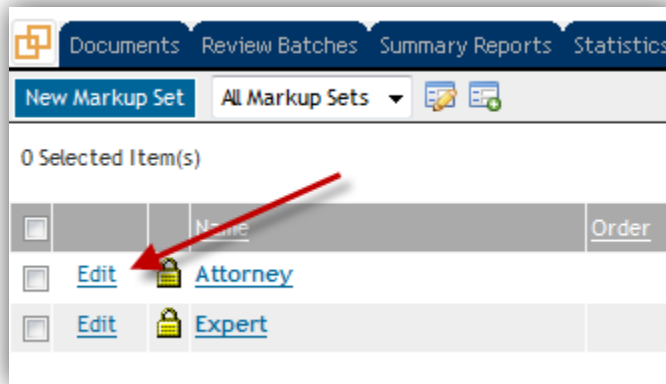 Documents Review Batches Summary Reports Statistics
New Markup Set All Markup Sets
0 Selected Item(s)
Name Order
Edit Attorney
Edit Expert